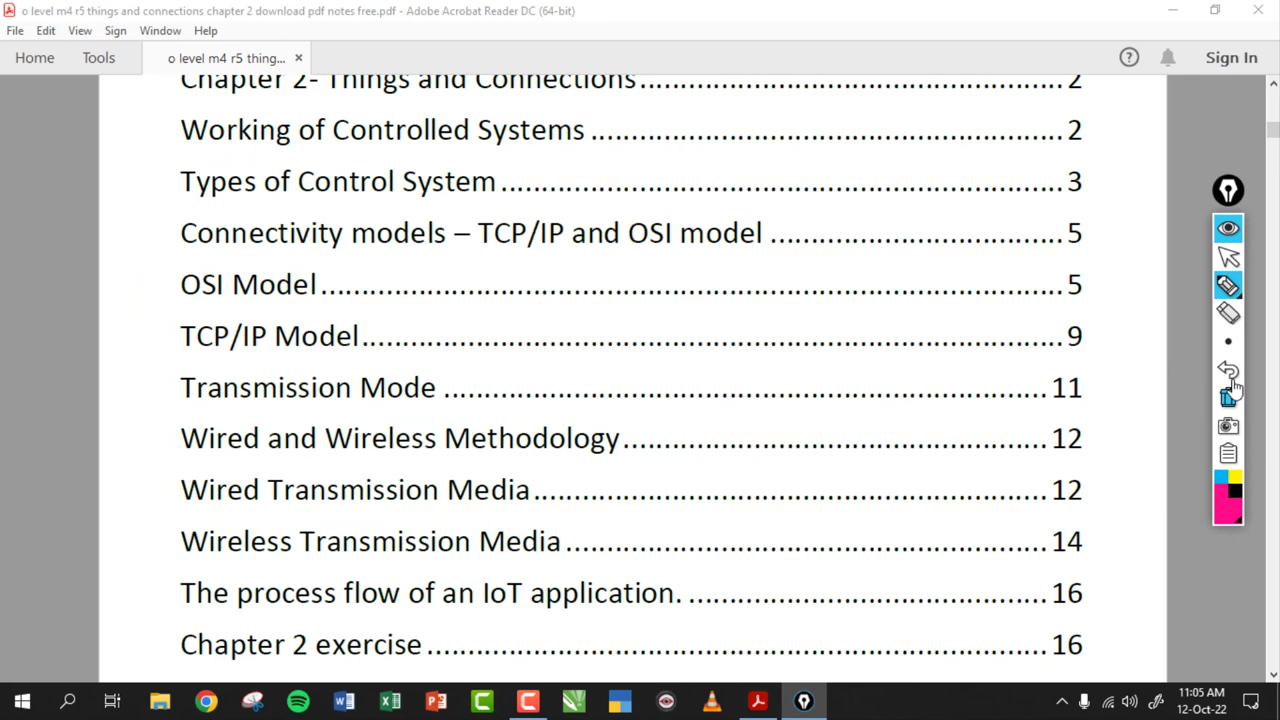 o level m4 r5 things and connections chapter 2 download pdf notes free.pdf - Adobe Acrobat Reader DC (64-bit)
File Edit View Sign Window Help
Home Tools o level m4 r5 thing... × Sign In
Chapter 2- Things and Connections 2
Working of Controlled Systems 2
Types of Control System 3
Connectivity models – TCP/IP and OSI model 5
OSI Model 5
TCP/IP Model 9
Transmission Mode 11
Wired and Wireless Methodology 12
Wired Transmission Media 12
Wireless Transmission Media 14
The process flow of an IoT application. 16
Chapter 2 exercise 16
11:05 AM
12-Oct-22